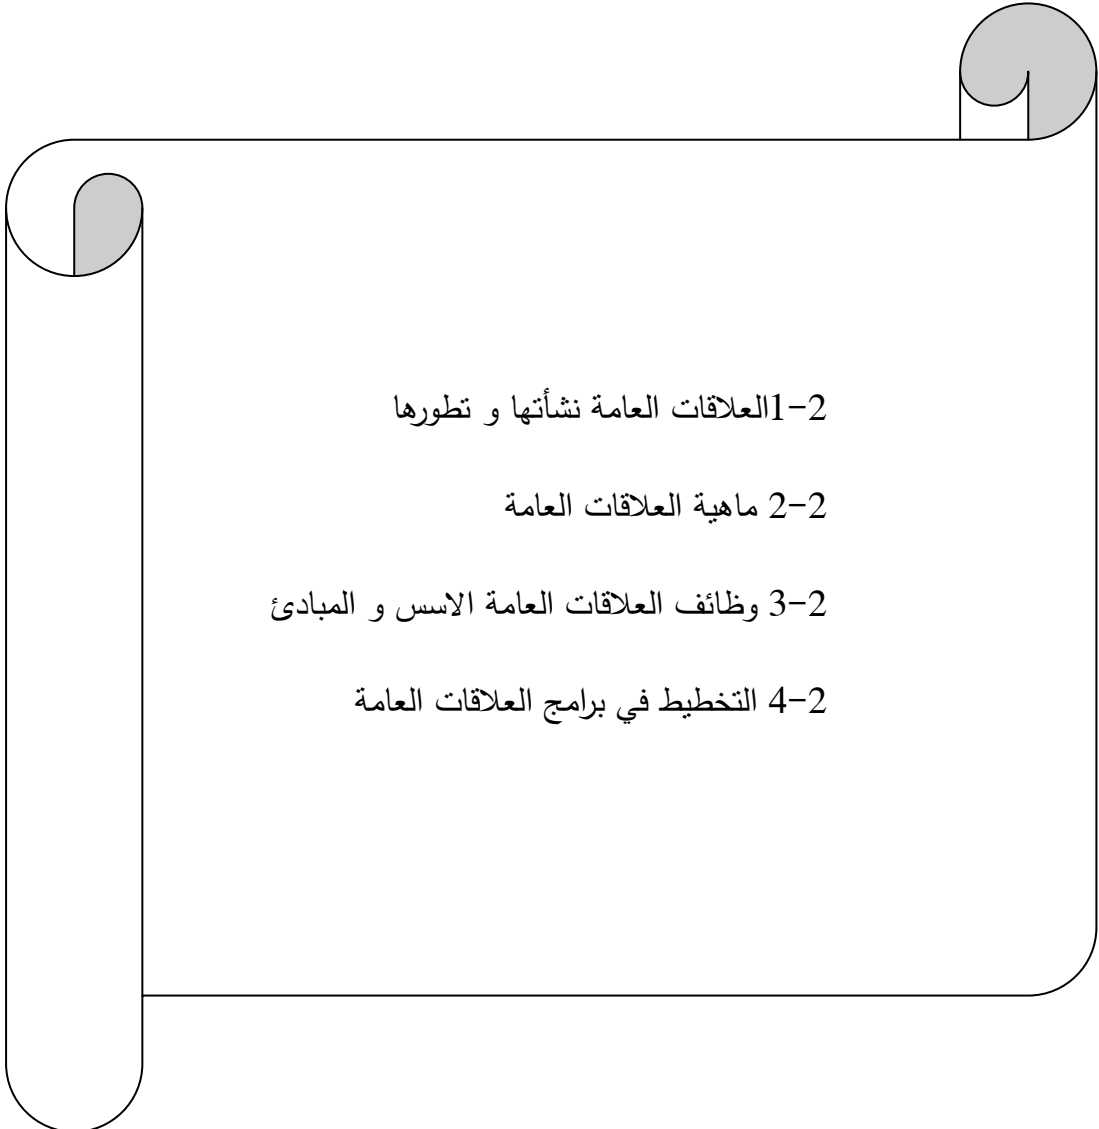 2-1العلاقات العامة نشأتها و تطورها
2-2 ماهية العلاقات العامة
2-3 وظائف العلاقات العامة الاسس و المبادئ
2-4 التخطيط في برامج العلاقات العامة